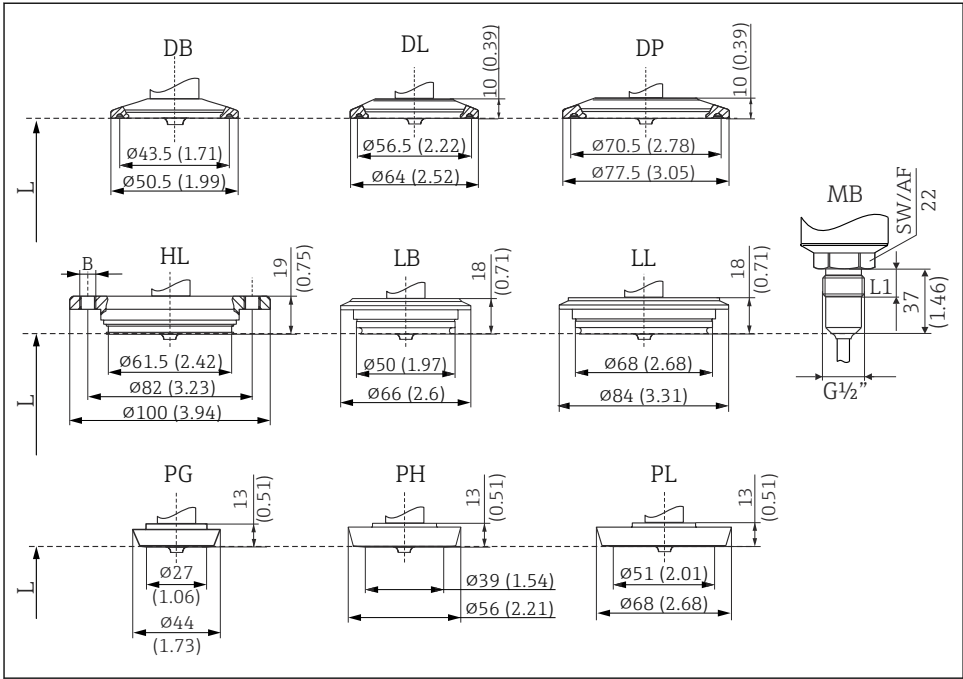 DB
DL
DP
10 (0.39)
10 (0.39)
Ø43.5 (1.71)
Ø50.5 (1.99)
Ø56.5 (2.22)
Ø64 (2.52)
Ø70.5 (2.78)
Ø77.5 (3.05)
L
MB
SW/AF
22
L1
37
(1.46)
G½"
HL
LB
LL
B
19
(0.75)
18
(0.71)
18
(0.71)
Ø61.5 (2.42)
Ø82 (3.23)
Ø100 (3.94)
Ø50 (1.97)
Ø66 (2.6)
Ø68 (2.68)
Ø84 (3.31)
L
PG
PH
PL
13
(0.51)
13
(0.51)
13
(0.51)
Ø27
(1.06)
Ø44
(1.73)
Ø39 (1.54)
Ø56 (2.21)
Ø51 (2.01)
Ø68 (2.68)
L